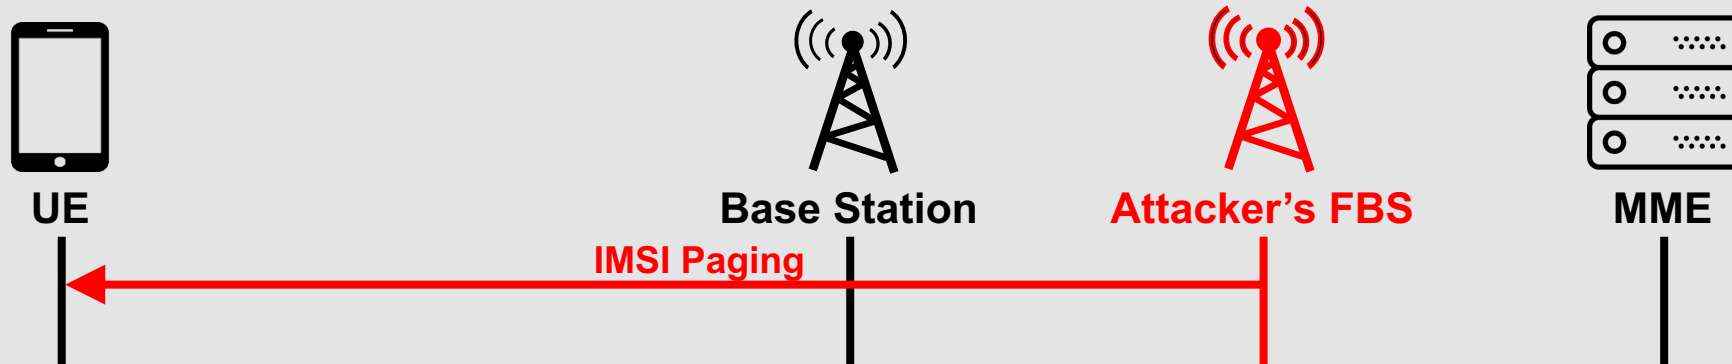 UE
Base Station
Attacker's FBS
MME
IMSI Paging